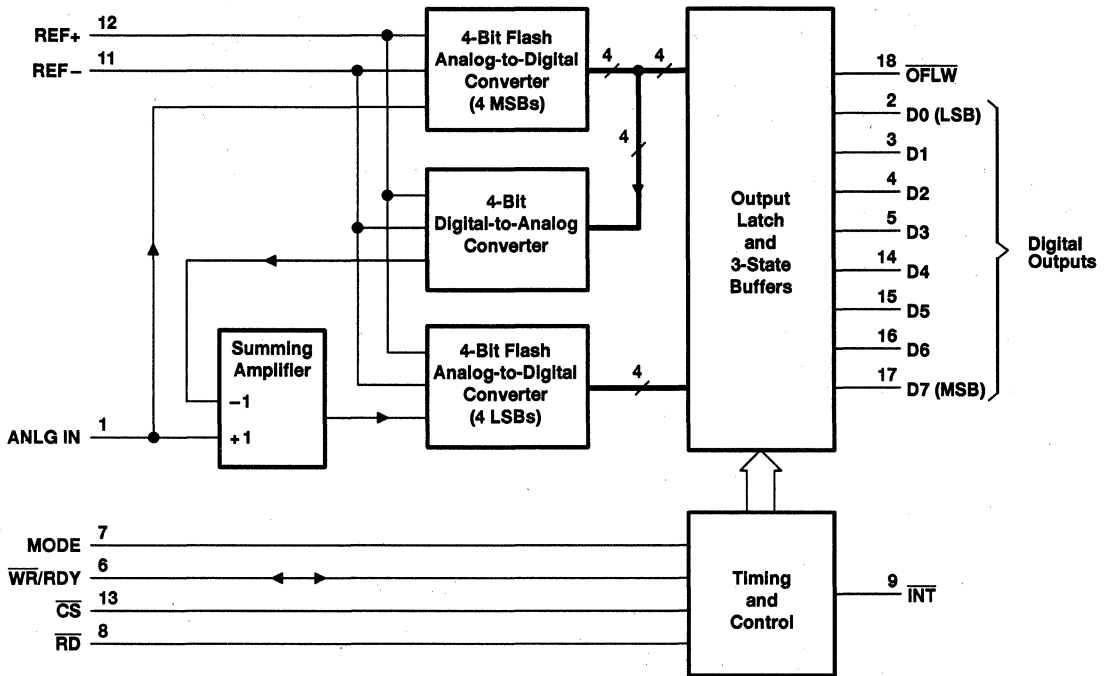 REF+ 12
REF− 11
4-Bit Flash
Analog-to-Digital
Converter
(4 MSBs)
4
4
4
4-Bit
Digital-to-Analog
Converter
Summing
Amplifier
−1
+1
4-Bit Flash
Analog-to-Digital
Converter
(4 LSBs)
4
ANLG IN 1
Output
Latch
and
3-State
Buffers
18 OFLW
2 D0 (LSB)
3 D1
4 D2
5 D3
14 D4
15 D5
16 D6
17 D7 (MSB)
Digital
Outputs
MODE 7
WR/RDY 6
CS 13
RD 8
Timing
and
Control
9 INT